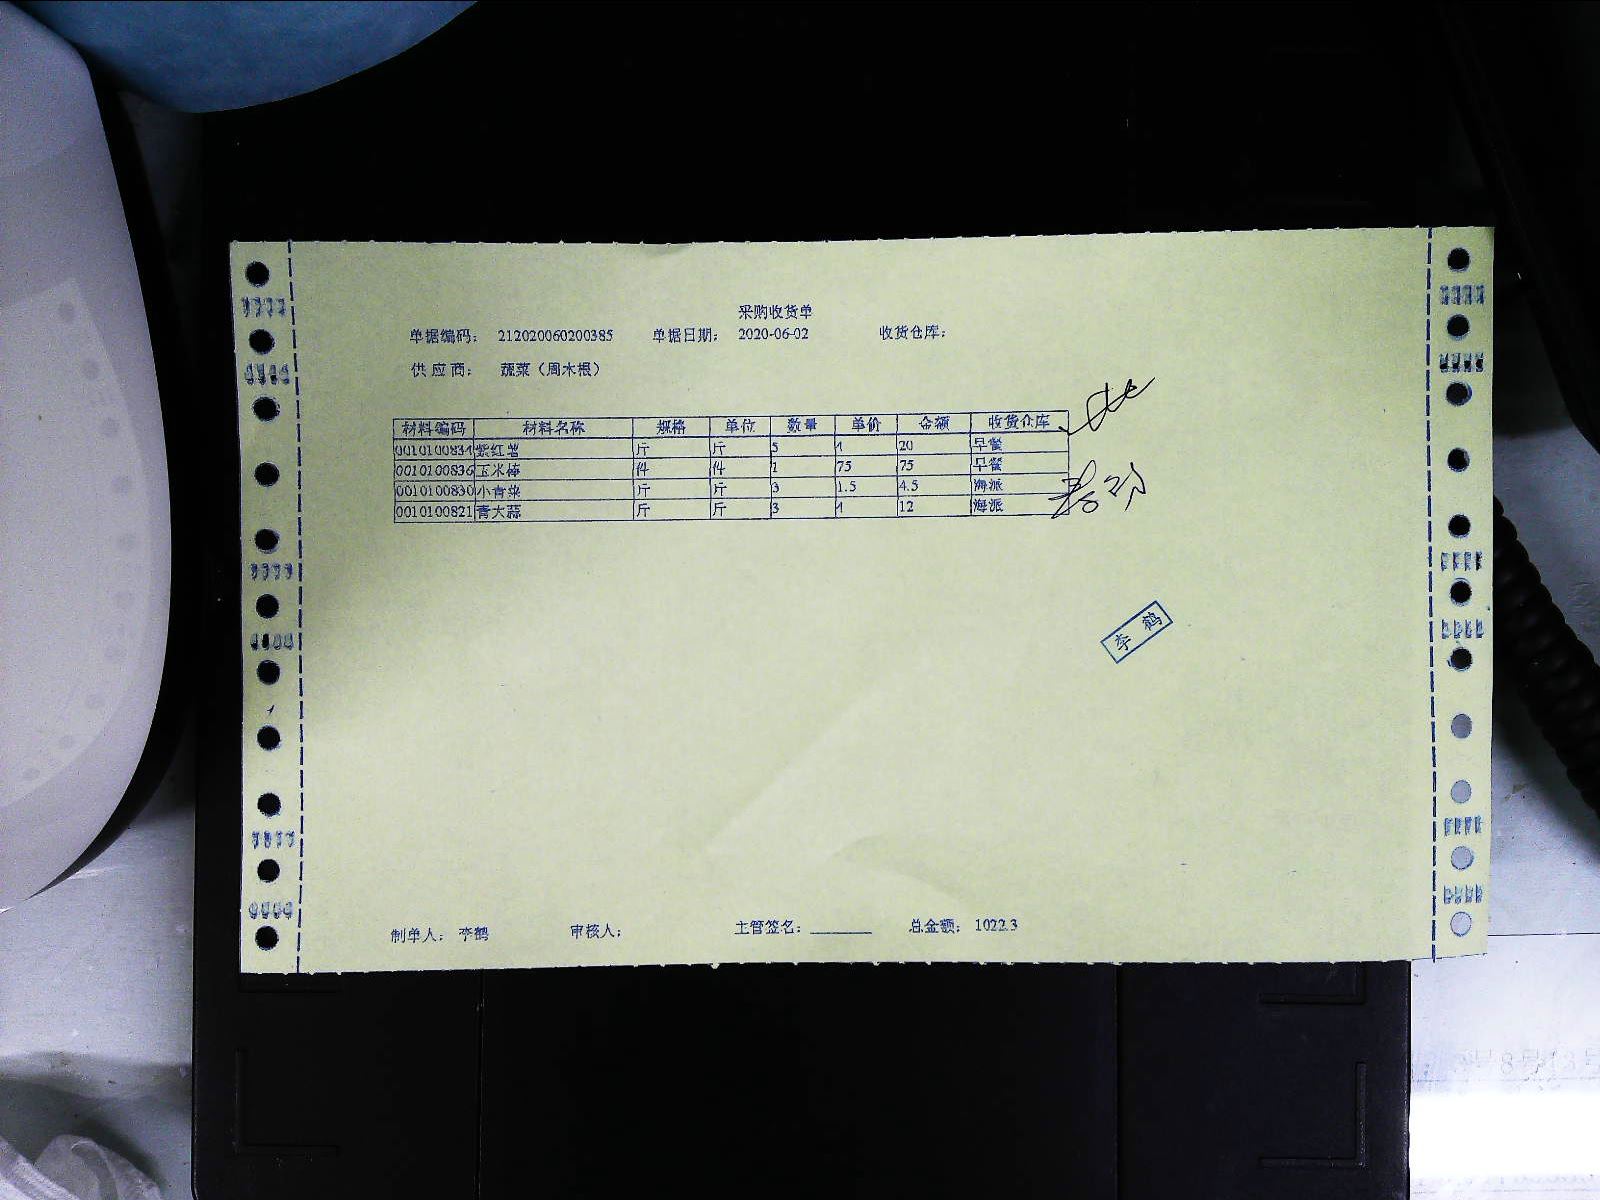 采购收货单
单据编码： 212020060200385 单据日期： 2020-06-02 收货仓库：
供应商： 蔬菜（周木根）
材料编码 材料名称 规格 单位 数量 单价 金额 收货仓库
0010100834 紫红薯 斤 斤 5 4 20 早餐
0010100836 玉米棒 件 件 1 75 75 早餐
0010100830 小青菜 斤 斤 3 1.5 4.5 海派
0010100821 青大蒜 斤 斤 3 4 12 海派
李鹤
制单人： 李鹤 审核人： 主管签名： 总金额： 1022.3